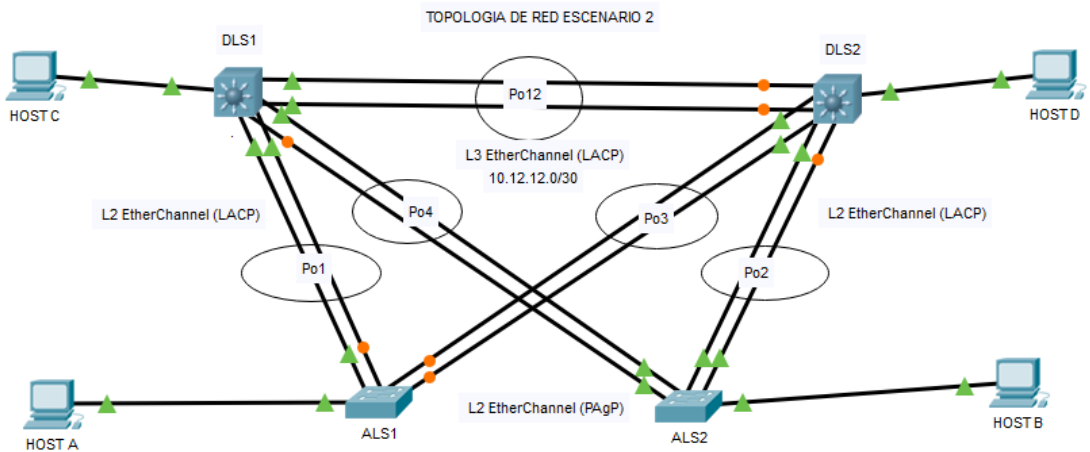 TOPOLOGIA DE RED ESCENARIO 2
DLS1
DLS2
HOST C
HOST D
Po12
L3 EtherChannel (LACP)
10.12.12.0/30
L2 EtherChannel (LACP)
Po4
Po3
L2 EtherChannel (LACP)
Po1
Po2
L2 EtherChannel (PAgP)
HOST A
ALS1
ALS2
HOST B